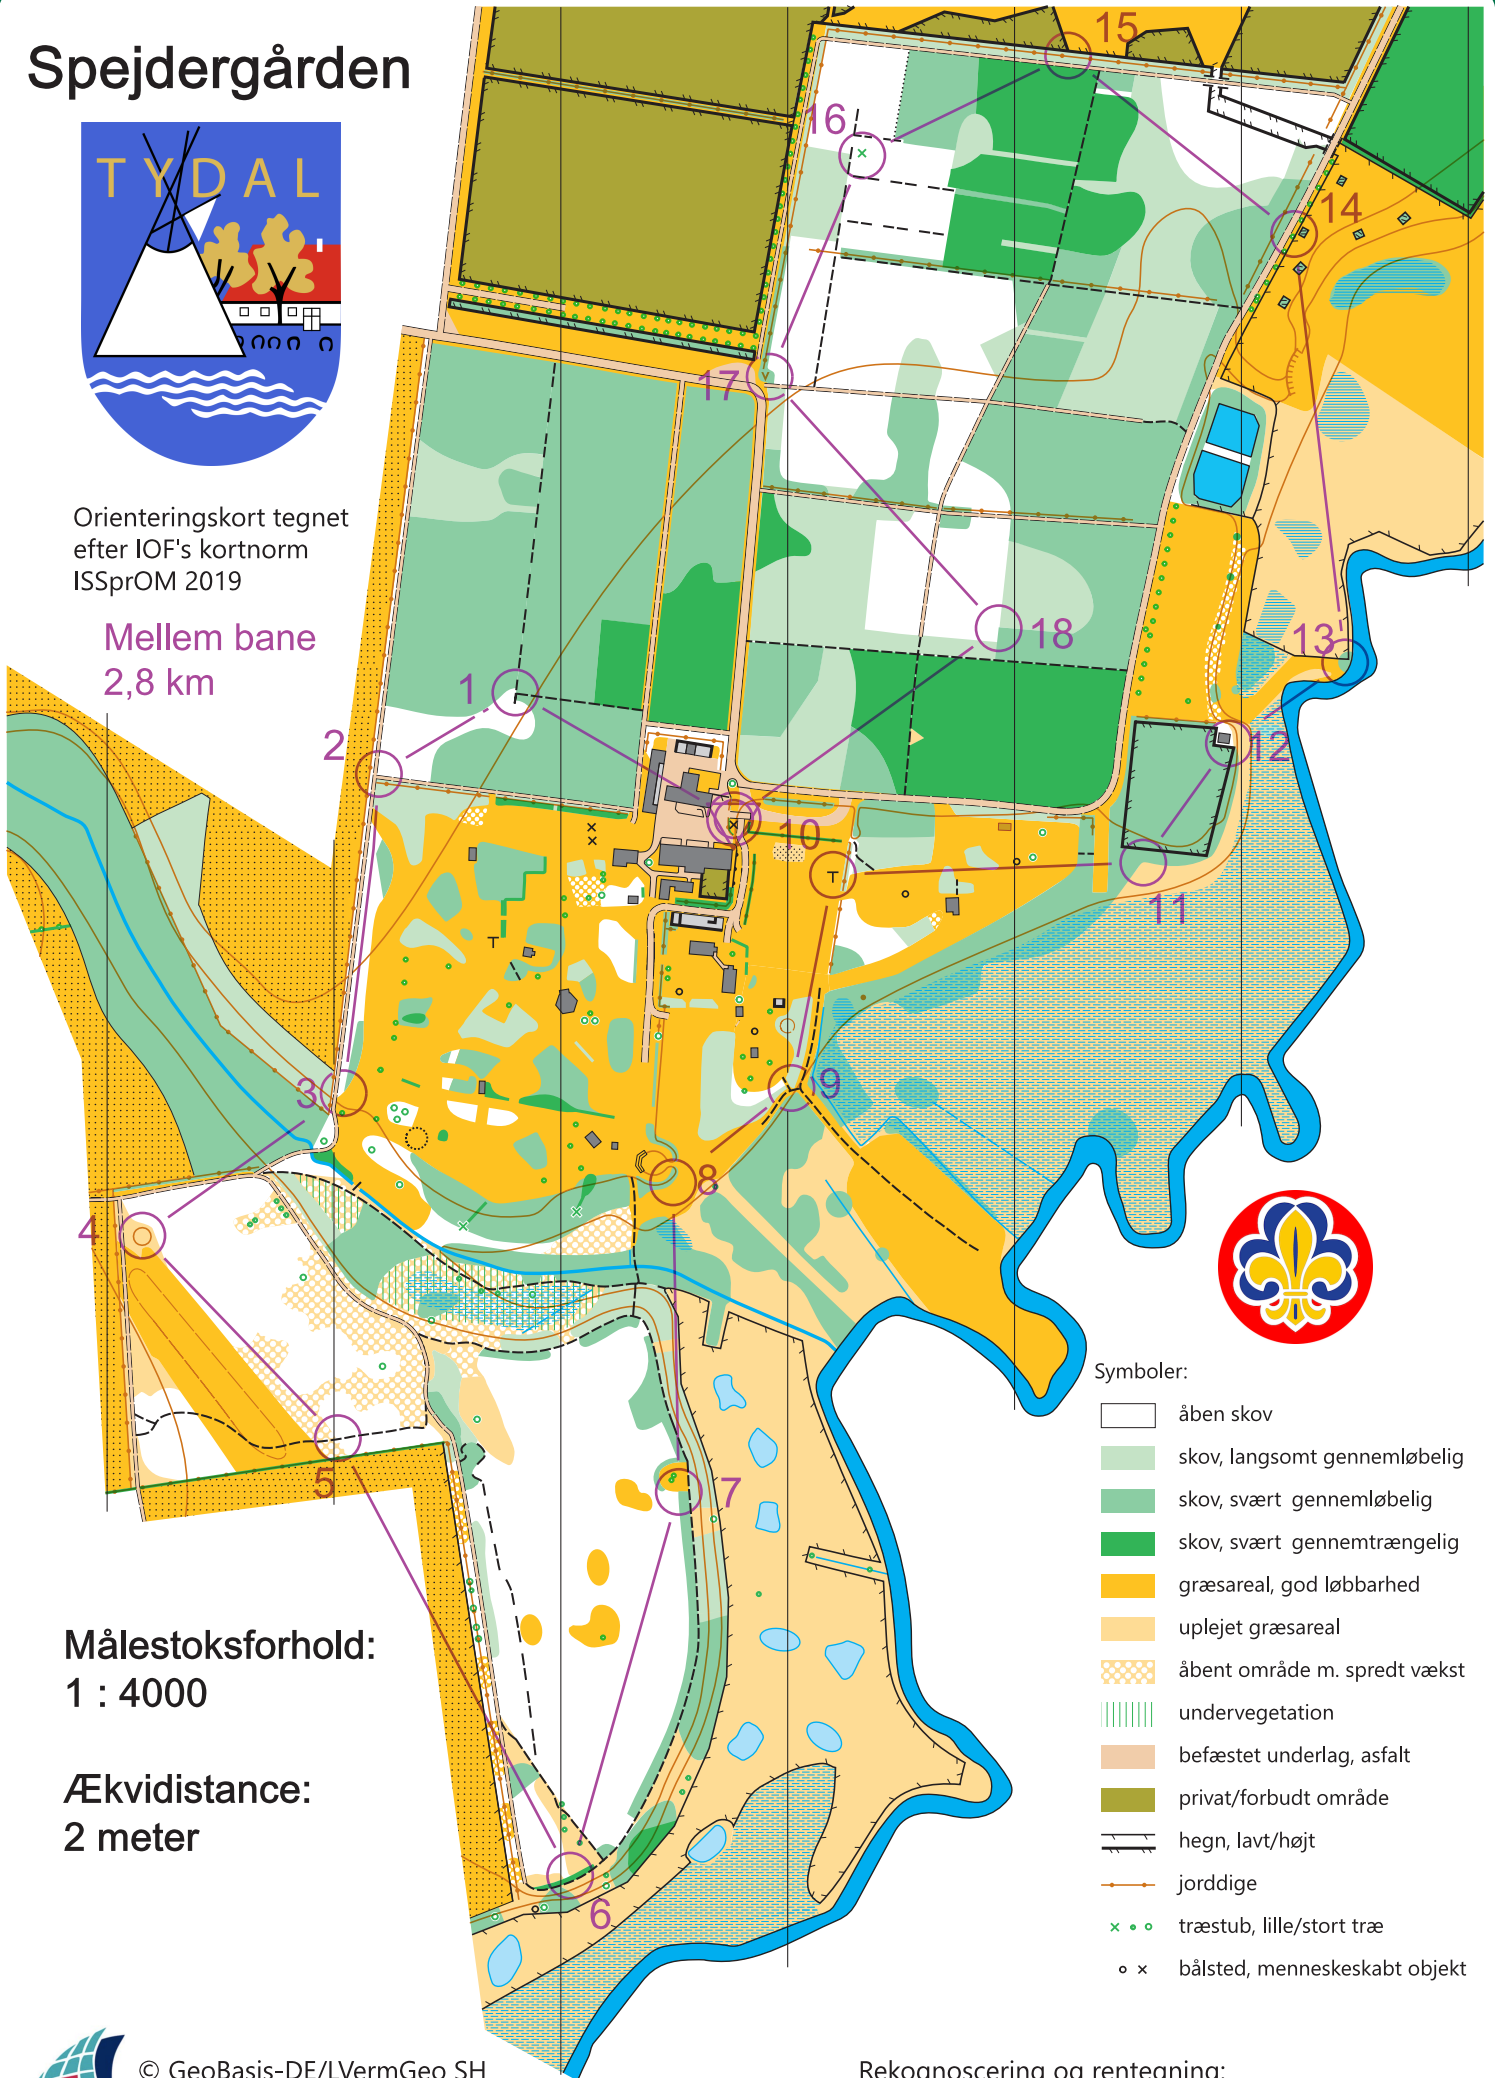 Spejdergården
TYDAL
Orienteringskort tegnet
efter IOF's kortnorm
ISSprOM 2019
Mellem bane
2,8 km
15
16
14
17
18
13
1
2
12
10
11
3
9
8
4
5
7
6
Målestoksforhold:
1 : 4000
Ækvidistance:
2 meter
Symboler:
åben skov
skov, langsomt gennemløbelig
skov, svært gennemløbelig
skov, svært gennemtrængelig
græsareal, god løbbarhed
uplejet græsareal
åbent område m. spredt vækst
undervegetation
befæstet underlag, asfalt
privat/forbudt område
hegn, lavt/højt
jorddige
træstub, lille/stort træ
bålsted, menneskeskabt objekt
© GeoBasis-DE/LVermGeo SH
Rekognoscering og rentegning: